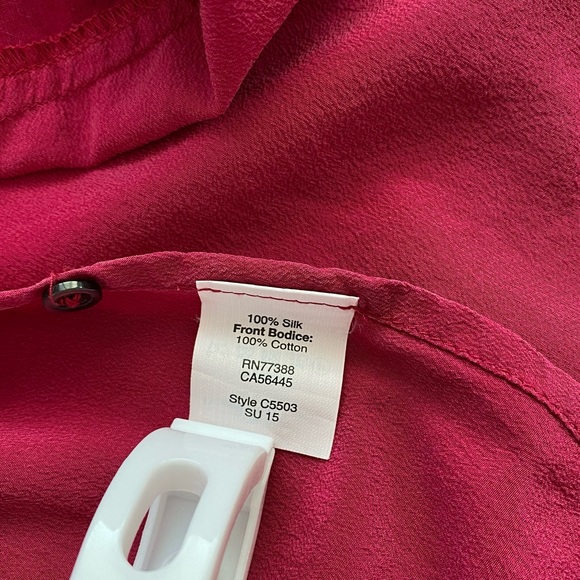 100% Silk
Front Bodice:
100% Cotton
RN77388
CA56445
Style C5503
SU 15